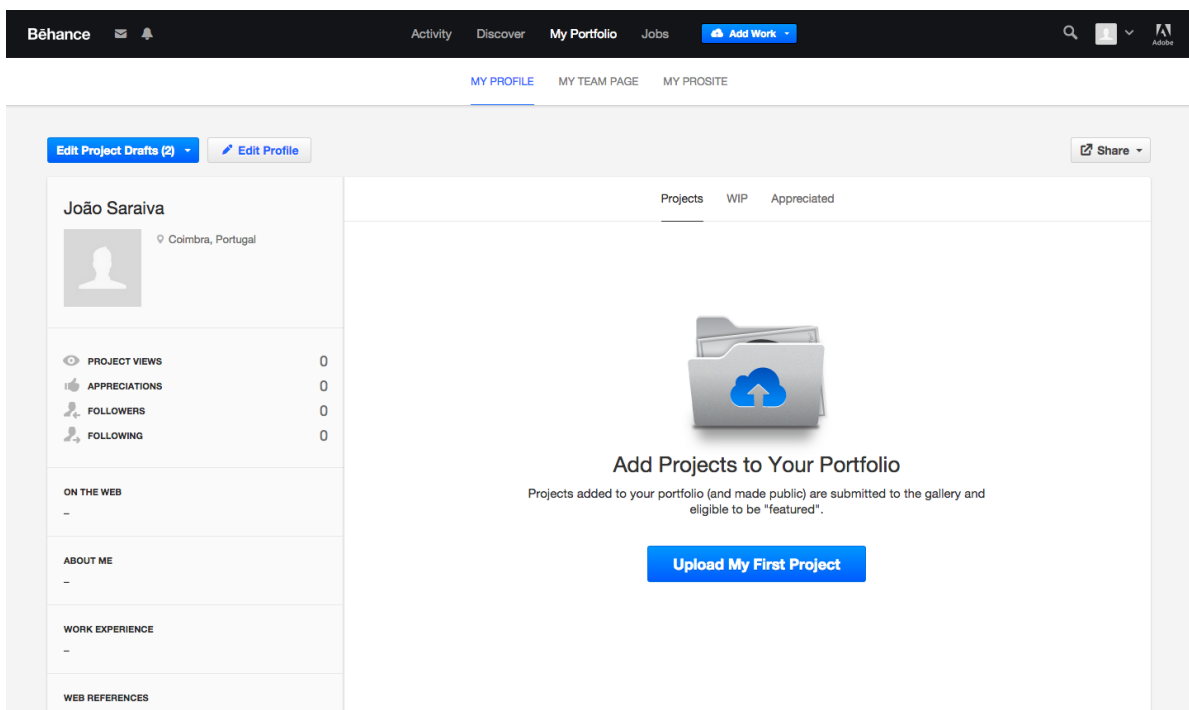 Bēhance
Activity Discover My Portfolio Jobs Add Work
Adobe
MY PROFILE MY TEAM PAGE MY PROSITE
Edit Project Drafts (2) Edit Profile Share
João Saraiva
Coimbra, Portugal
PROJECT VIEWS 0
APPRECIATIONS 0
FOLLOWERS 0
FOLLOWING 0
ON THE WEB
–
ABOUT ME
–
WORK EXPERIENCE
–
WEB REFERENCES
Projects WIP Appreciated
Add Projects to Your Portfolio
Projects added to your portfolio (and made public) are submitted to the gallery and
eligible to be "featured".
Upload My First Project